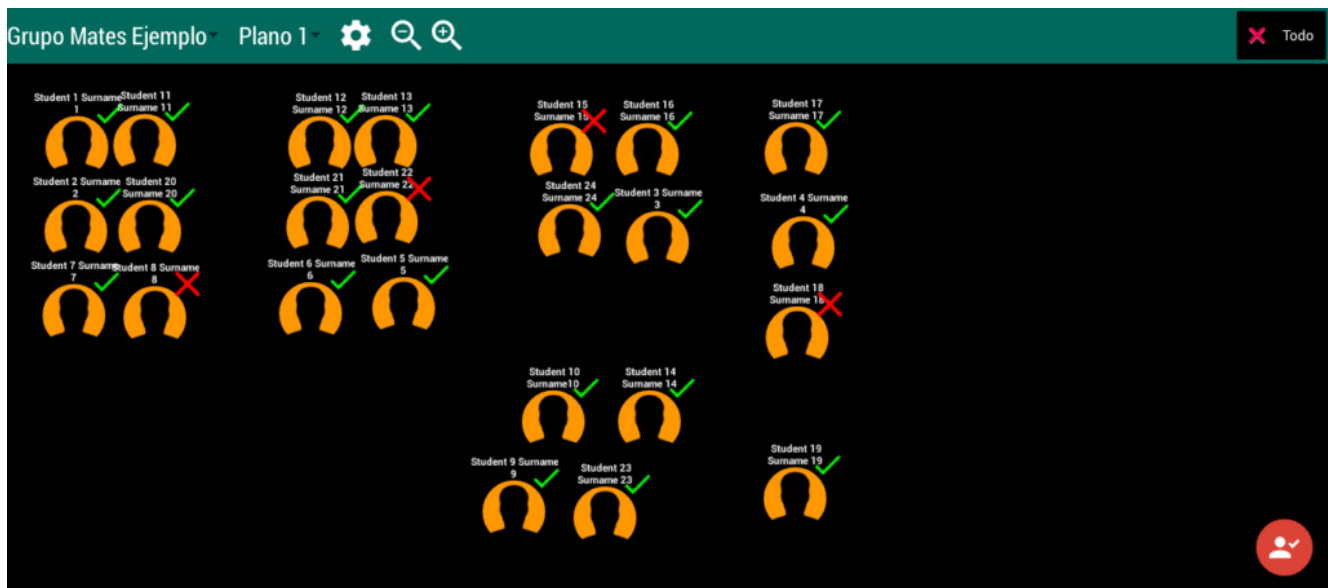 Grupo Mates Ejemplo
Plano 1
Todo
Student 1 Surname
1
Student 11
Surname 11
Student 12
Surname 12
Student 13
Surname 13
Student 15
Surname 15
Student 16
Surname 16
Student 17
Surname 17
Student 2 Surname
2
Student 20
Surname 20
Student 21
Surname 21
Student 22
Surname 22
Student 24
Surname 24
Student 3 Surname
3
Student 4 Surname
4
Student 7 Surname
7
Student 8 Surname
8
Student 6 Surname
6
Student 5 Surname
5
Student 18
Surname 18
Student 10
Surname10
Student 14
Surname 14
Student 9 Surname
9
Student 23
Surname 23
Student 19
Surname 19